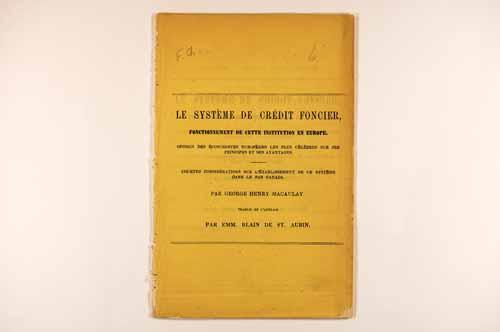 LE SYSTÈME DE CRÉDIT FONCIER,
FONCTIONNEMENT DE CETTE INSTITUTION EN EUROPE.
OPINION DES ÉCONOMISTES EUROPÉENS LES PLUS CÉLÈBRES SUR SES
PRINCIPES ET SES AVANTAGES.
COURTES CONSIDÉRATIONS SUR L'ÉTABLISSEMENT DE CE SYSTÈME
DANS LE BAS CANADA.
PAR GEORGE HENRY MACAULAY
TRADUIT DE L'ANGLAIS
PAR EMM. BLAIN DE ST. AUBIN.